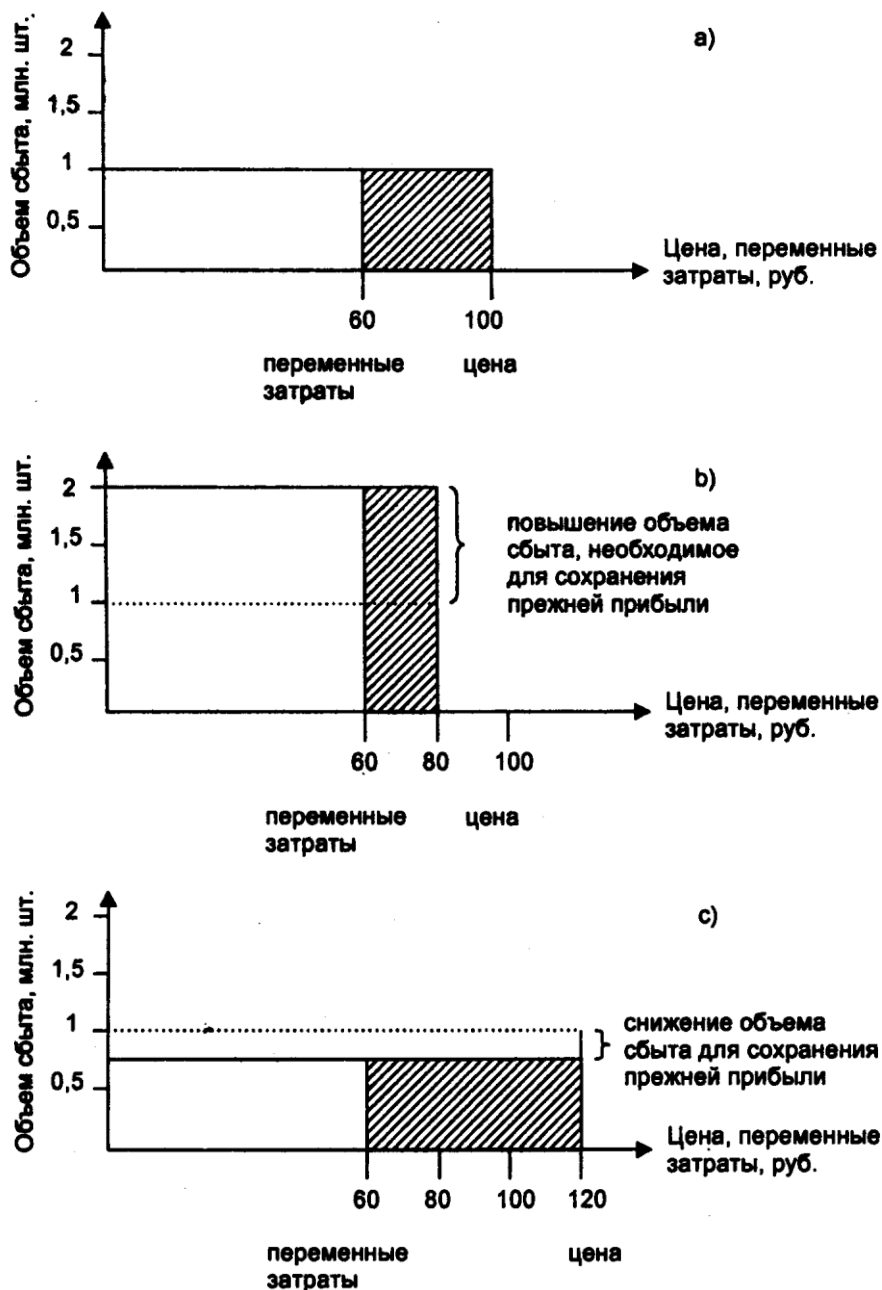 a)
Объем сбыта, млн. шт.
2
1,5
1
0,5
Цена, переменные
затраты, руб.
60
100
переменные
затраты
цена
b)
Объем сбыта, млн. шт.
2
1,5
1
0,5
повышение объема
сбыта, необходимое
для сохранения
прежней прибыли
Цена, переменные
затраты, руб.
60
80
100
переменные
затраты
цена
c)
Объем сбыта, млн. шт.
2
1,5
1
0,5
снижение объема
сбыта для сохранения
прежней прибыли
Цена, переменные
затраты, руб.
60
80
100
120
переменные
затраты
цена